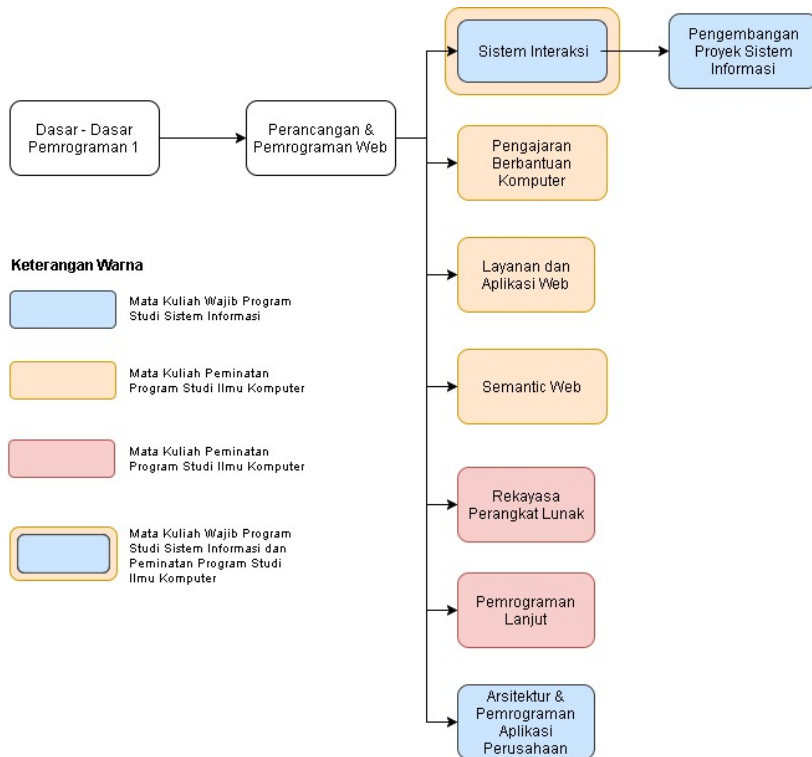 Sistem Interaksi
Pengembangan
Proyek Sistem
Informasi
Dasar - Dasar
Pemrograman 1
Perancangan &
Pemrograman Web
Pengajaran
Berbantuan
Komputer
Layanan dan
Aplikasi Web
Semantic Web
Rekayasa
Perangkat Lunak
Pemrograman
Lanjut
Arsitektur &
Pemrograman
Aplikasi
Perusahaan
Keterangan Warna
Mata Kuliah Wajib Program
Studi Sistem Informasi
Mata Kuliah Peminatan
Program Studi Ilmu Komputer
Mata Kuliah Peminatan
Program Studi Ilmu Komputer
Mata Kuliah Wajib Program
Studi Sistem Informasi dan
Peminatan Program Studi
Ilmu Komputer